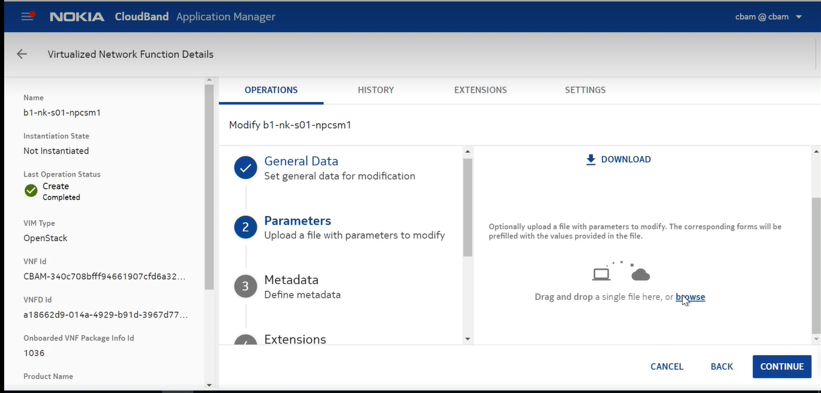 NOKIA CloudBand Application Manager
cbam @ cbam
Virtualized Network Function Details
Name
b1-nk-s01-npcsm1
Instantiation State
Not Instantiated
Last Operation Status
Create
Completed
VIM Type
OpenStack
VNF Id
CBAM-340c708bfff94661907cfd6a32...
VNFD Id
a18662d9-014a-4929-b91d-3967d77...
Onboarded VNF Package Info Id
1036
Product Name
OPERATIONS
HISTORY
EXTENSIONS
SETTINGS
Modify b1-nk-s01-npcsm1
General Data
Set general data for modification
2
Parameters
Upload a file with parameters to modify
3
Metadata
Define metadata
4
Extensions
DOWNLOAD
Optionally upload a file with parameters to modify. The corresponding forms will be
prefilled with the values provided in the file.
Drag and drop a single file here, or browse
CANCEL
BACK
CONTINUE